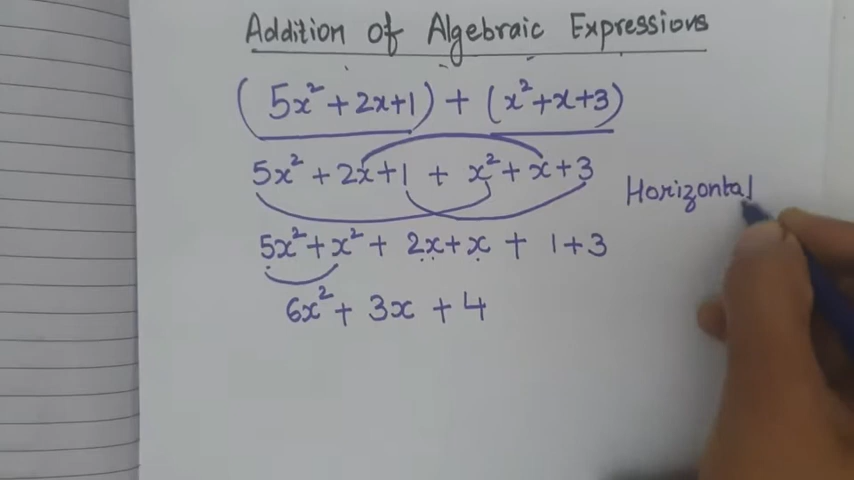 Addition of Algebraic Expressions
(5x² + 2x+1) + (x²+x+3)
5x² + 2x+1 + x² + x+3
Horizontal
5x²+x² + 2x+x + 1+3
6x² + 3x + 4